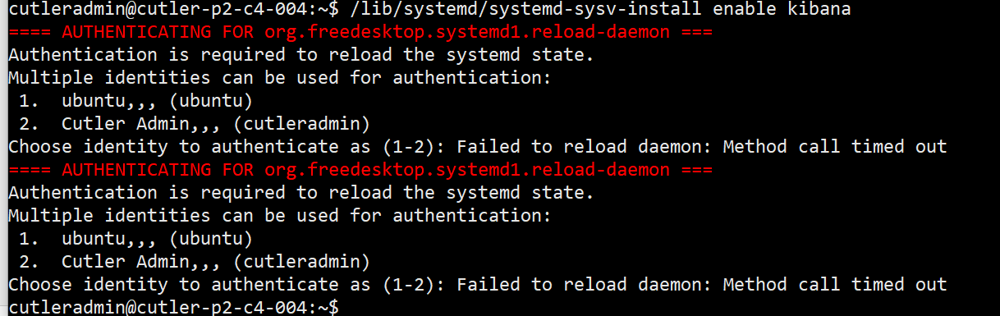 cutleradmin@cutler-p2-c4-004:~$ /lib/systemd/systemd-sysv-install enable kibana
==== AUTHENTICATING FOR org.freedesktop.systemd1.reload-daemon ===
Authentication is required to reload the systemd state.
Multiple identities can be used for authentication:
 1.  ubuntu,,, (ubuntu)
 2.  Cutler Admin,,, (cutleradmin)
Choose identity to authenticate as (1-2): Failed to reload daemon: Method call timed out
==== AUTHENTICATING FOR org.freedesktop.systemd1.reload-daemon ===
Authentication is required to reload the systemd state.
Multiple identities can be used for authentication:
 1.  ubuntu,,, (ubuntu)
 2.  Cutler Admin,,, (cutleradmin)
Choose identity to authenticate as (1-2): Failed to reload daemon: Method call timed out
cutleradmin@cutler-p2-c4-004:~$